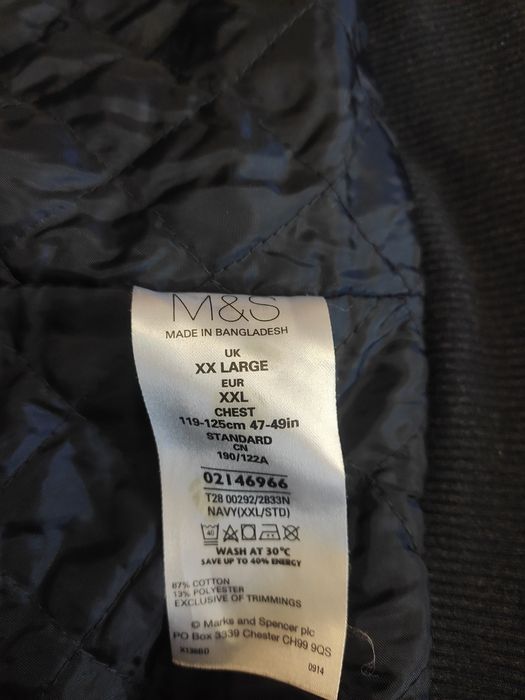 M&S
MADE IN BANGLADESH
UK
XX LARGE
EUR
XXL
CHEST
119-125cm 47-49in
STANDARD
CN
190/122A
02146966
T28 00292/2833N
NAVY(XXL/STD)
40
WASH AT 30°C
SAVE UP TO 40% ENERGY
87% COTTON
13% POLYESTER
EXCLUSIVE OF TRIMMINGS
© Marks and Spencer plc
PO Box 3339 Chester CH99 9QS
0914